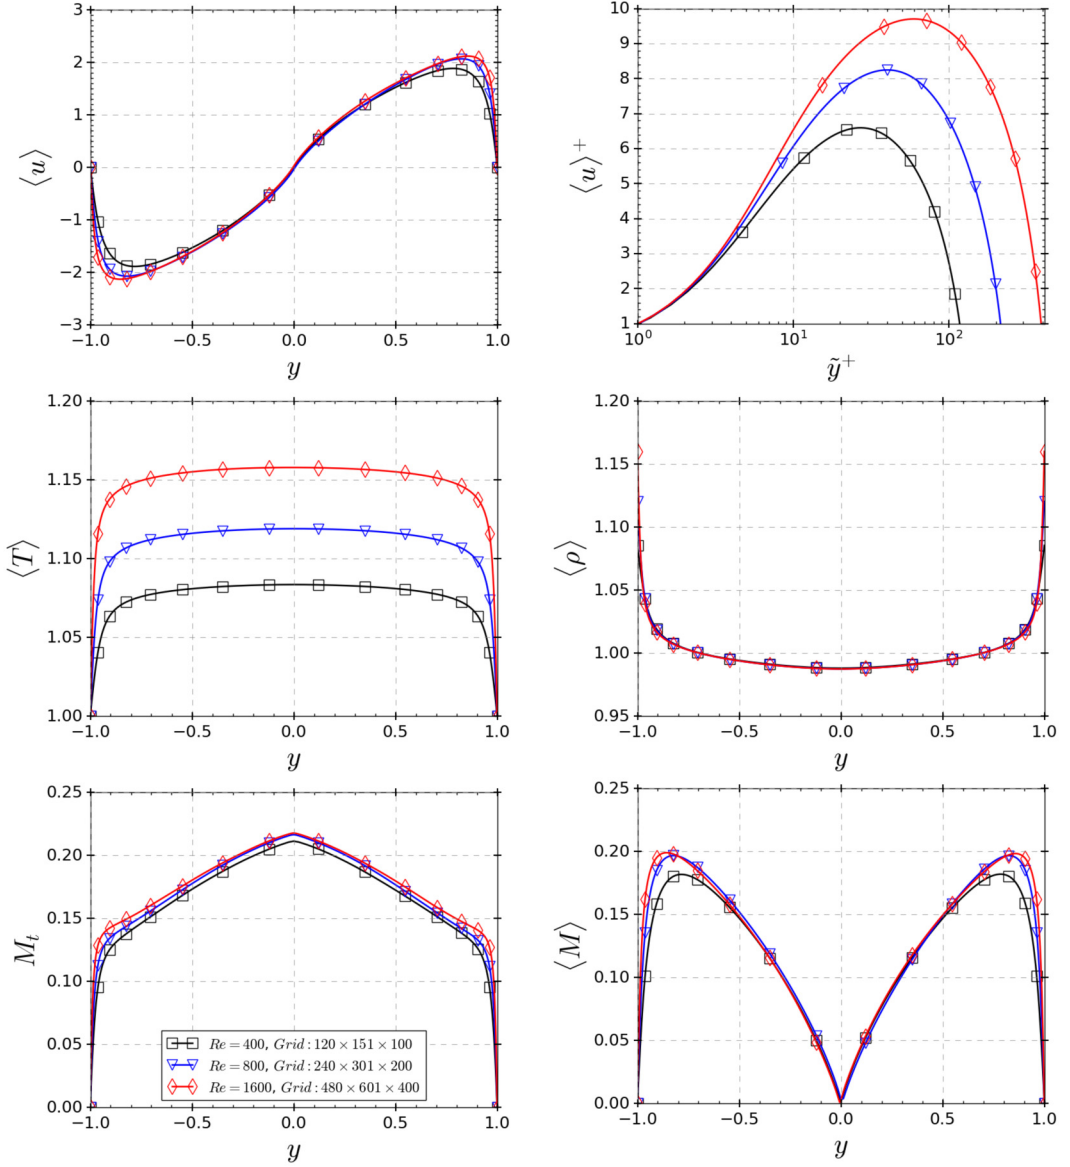 3
2
1
0
−1
−2
−3
⟨u⟩
−1.0 −0.5 0.0 0.5 1.0
y
10
9
8
7
6
5
4
3
2
1
⟨u⟩⁺
10⁰ 10¹ 10²
ỹ⁺
1.20
1.15
1.10
1.05
1.00
⟨T⟩
−1.0 −0.5 0.0 0.5 1.0
y
1.20
1.15
1.10
1.05
1.00
0.95
⟨ρ⟩
−1.0 −0.5 0.0 0.5 1.0
y
0.25
0.20
0.15
0.10
0.05
0.00
Mₜ
Re = 400, Grid : 120 × 151 × 100
Re = 800, Grid : 240 × 301 × 200
Re = 1600, Grid : 480 × 601 × 400
−1.0 −0.5 0.0 0.5 1.0
y
0.25
0.20
0.15
0.10
0.05
0.00
⟨M⟩
−1.0 −0.5 0.0 0.5 1.0
y